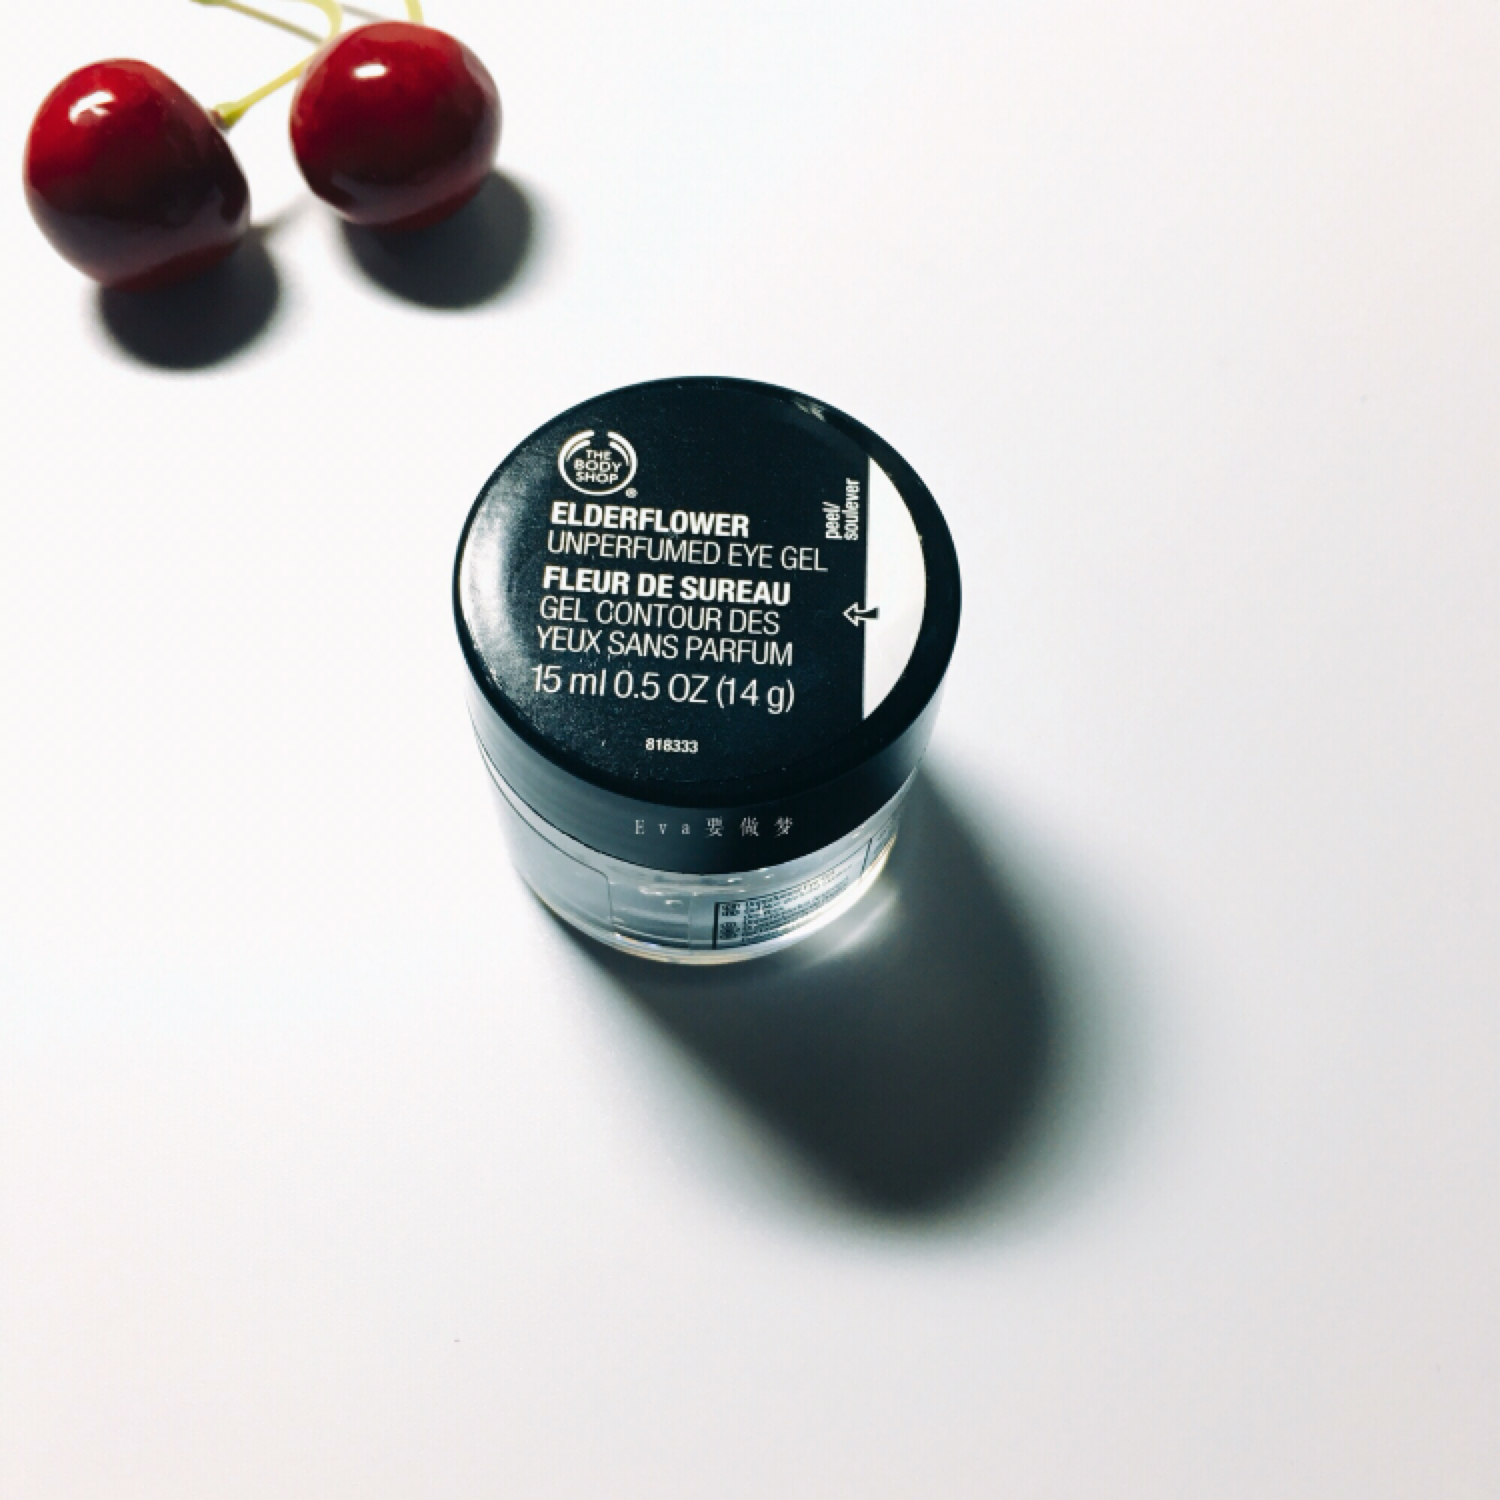 THE
BODY
SHOP
®
ELDERFLOWER
UNPERFUMED EYE GEL
FLEUR DE SUREAU
GEL CONTOUR DES
YEUX SANS PARFUM
15 ml 0.5 OZ (14 g)
818333
peel/
soulever
Eva要做梦